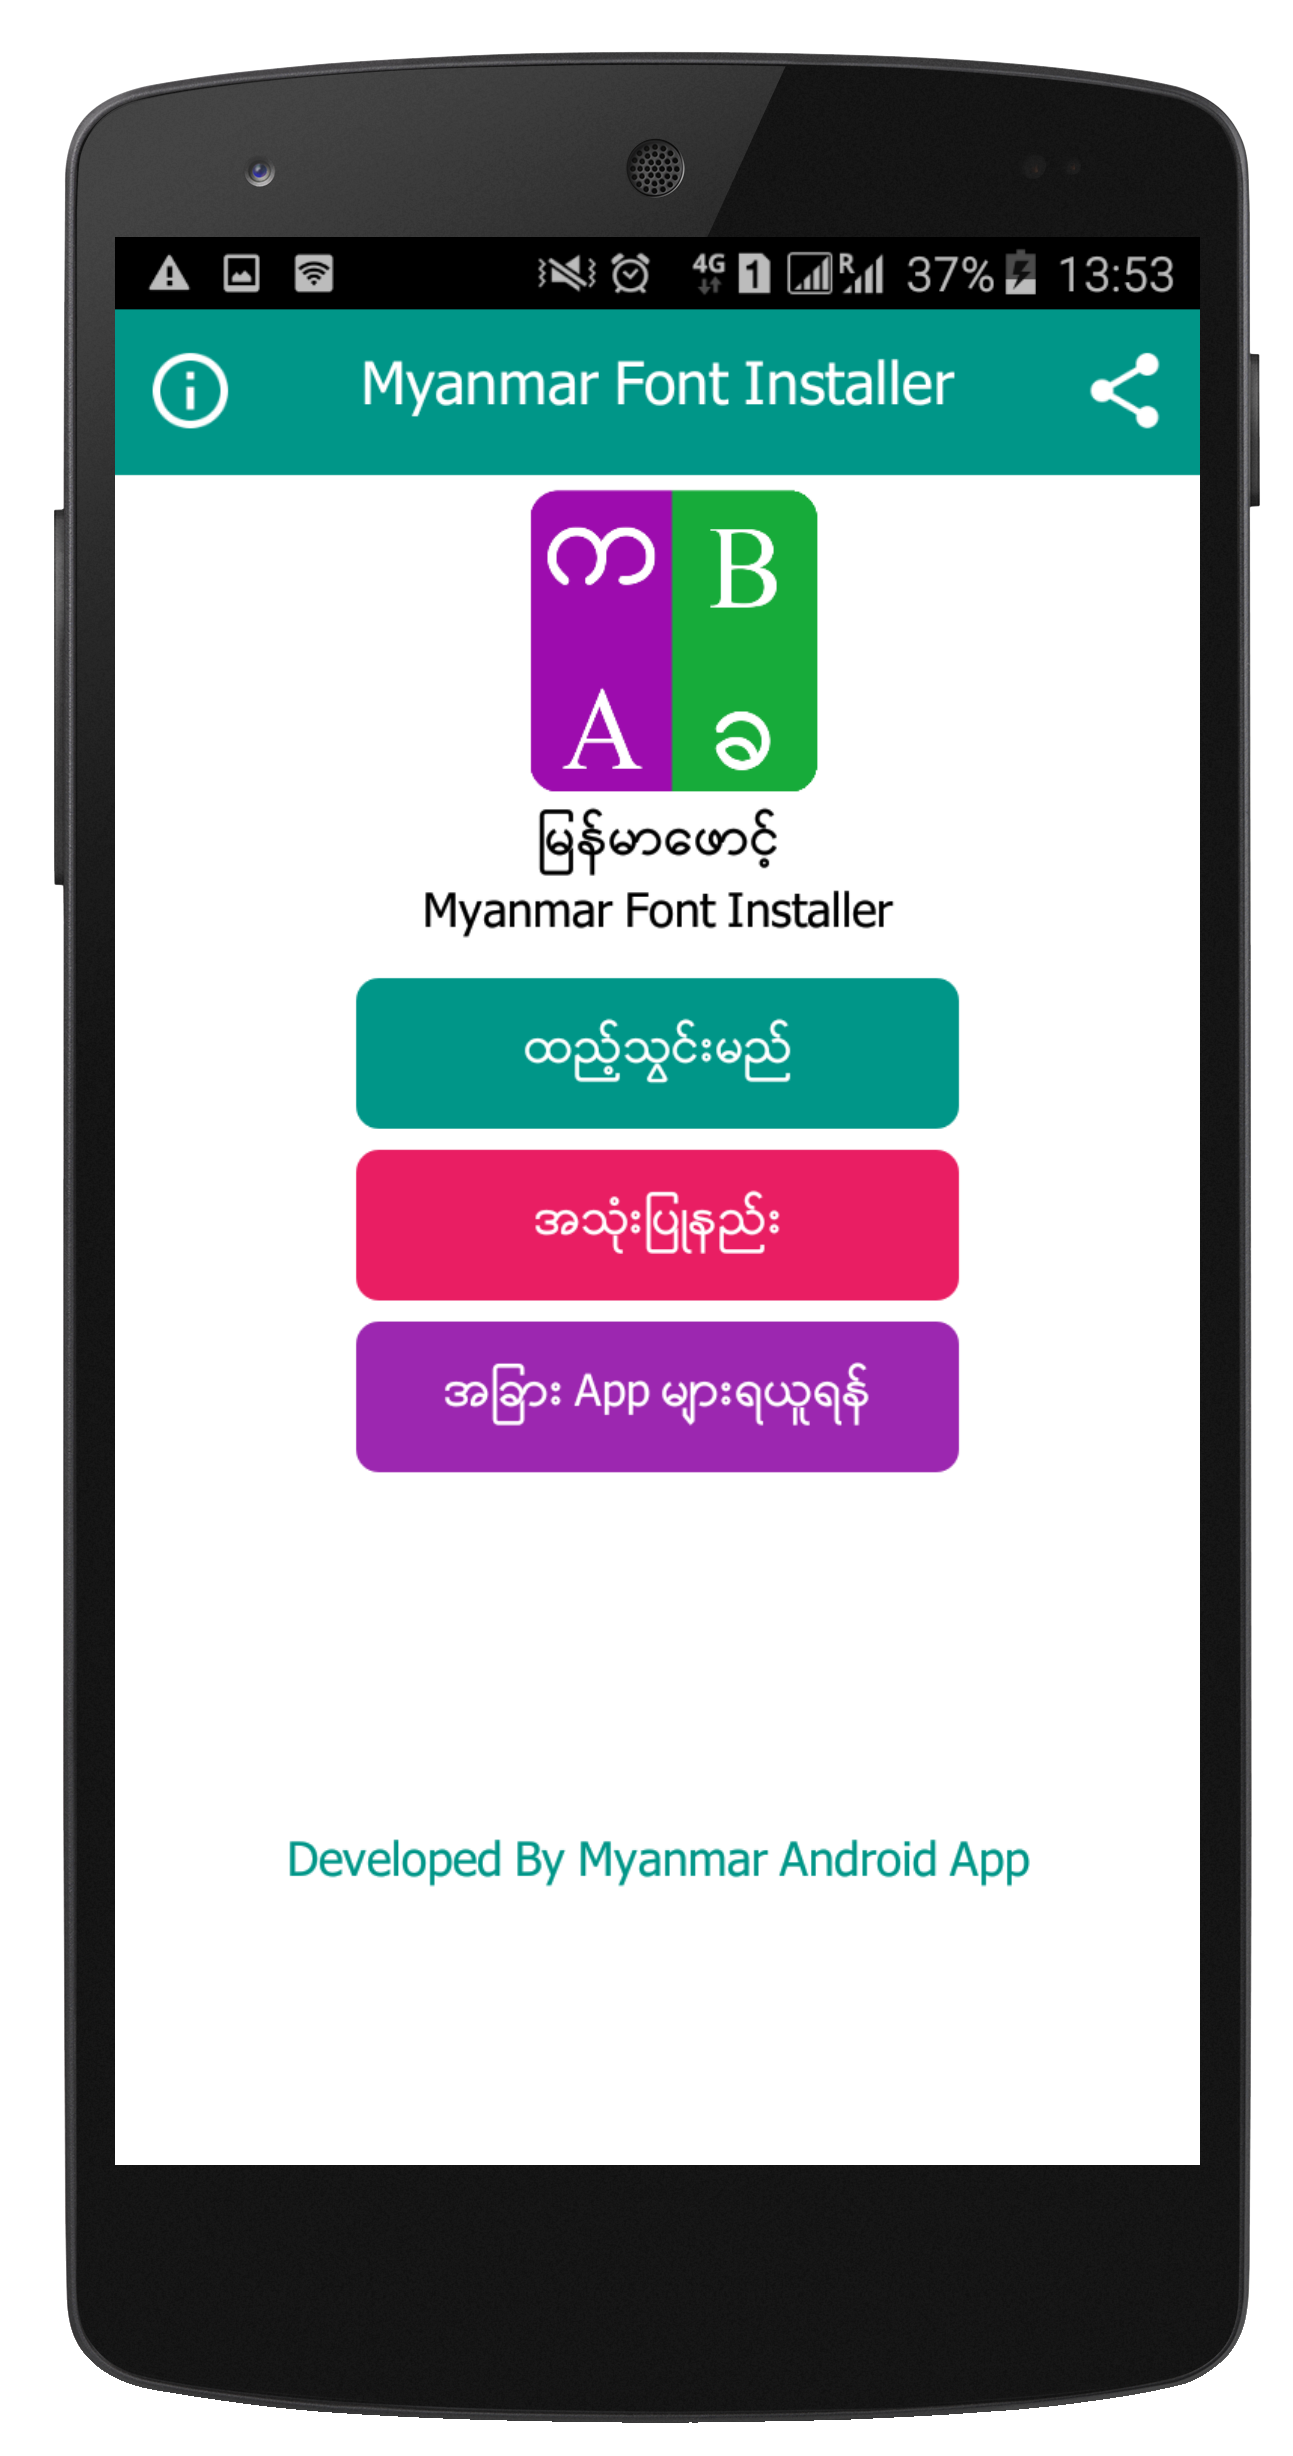 4G 1 R 37% 13:53
Myanmar Font Installer
က B
A ခ
မြန်မာဖောင့်
Myanmar Font Installer
ထည့်သွင်းမည်
အသုံးပြုနည်း
အခြား App များရယူရန်
Developed By Myanmar Android App